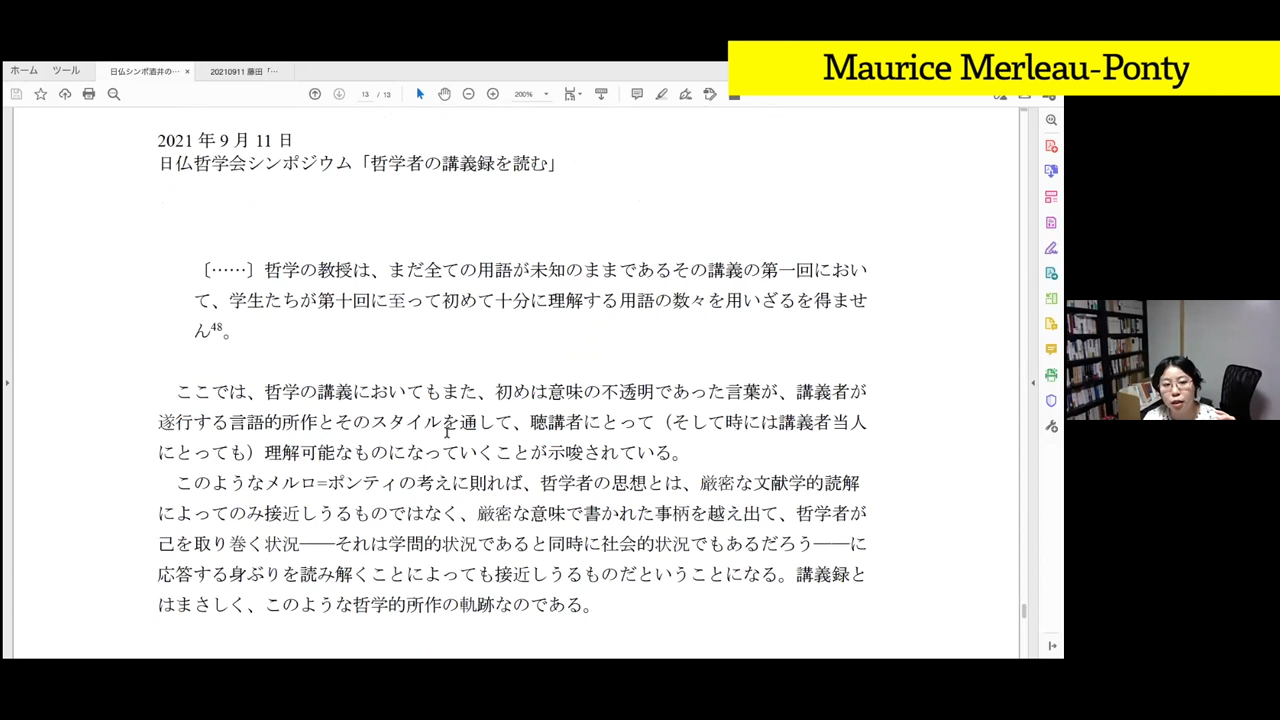 Maurice Merleau-Ponty
ホーム ツール 日仏シンポ酒井の… × 20210911 藤田「…
13 / 13 200%
2021 年 9 月 11 日
日仏哲学会シンポジウム「哲学者の講義録を読む」
〔……〕哲学の教授は、まだ全ての用語が未知のままであるその講義の第一回におい
て、学生たちが第十回に至って初めて十分に理解する用語の数々を用いざるを得ませ
ん48。
ここでは、哲学の講義においてもまた、初めは意味の不透明であった言葉が、講義者が
遂行する言語的所作とそのスタイルを通して、聴講者にとって（そして時には講義者当人
にとっても）理解可能なものになっていくことが示唆されている。
このようなメルロ=ポンティの考えに則れば、哲学者の思想とは、厳密な文献学的読解
によってのみ接近しうるものではなく、厳密な意味で書かれた事柄を越え出て、哲学者が
己を取り巻く状況――それは学問的状況であると同時に社会的状況でもあるだろう――に
応答する身ぶりを読み解くことによっても接近しうるものだということになる。講義録と
はまさしく、このような哲学的所作の軌跡なのである。